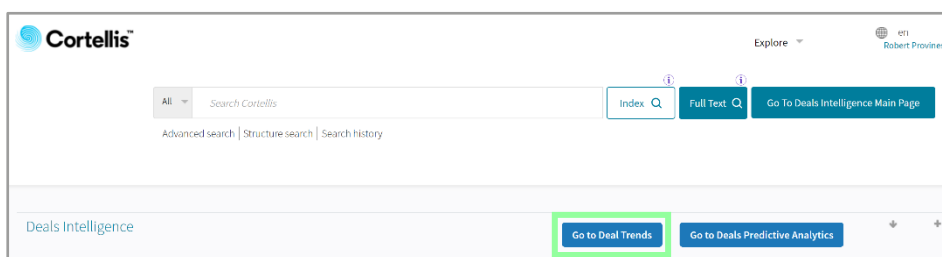 Cortellis™
Explore
en
Robert Provine
All Search Cortellis
Index
Full Text
Go To Deals Intelligence Main Page
Advanced search | Structure search | Search history
Deals Intelligence
Go to Deal Trends
Go to Deals Predictive Analytics